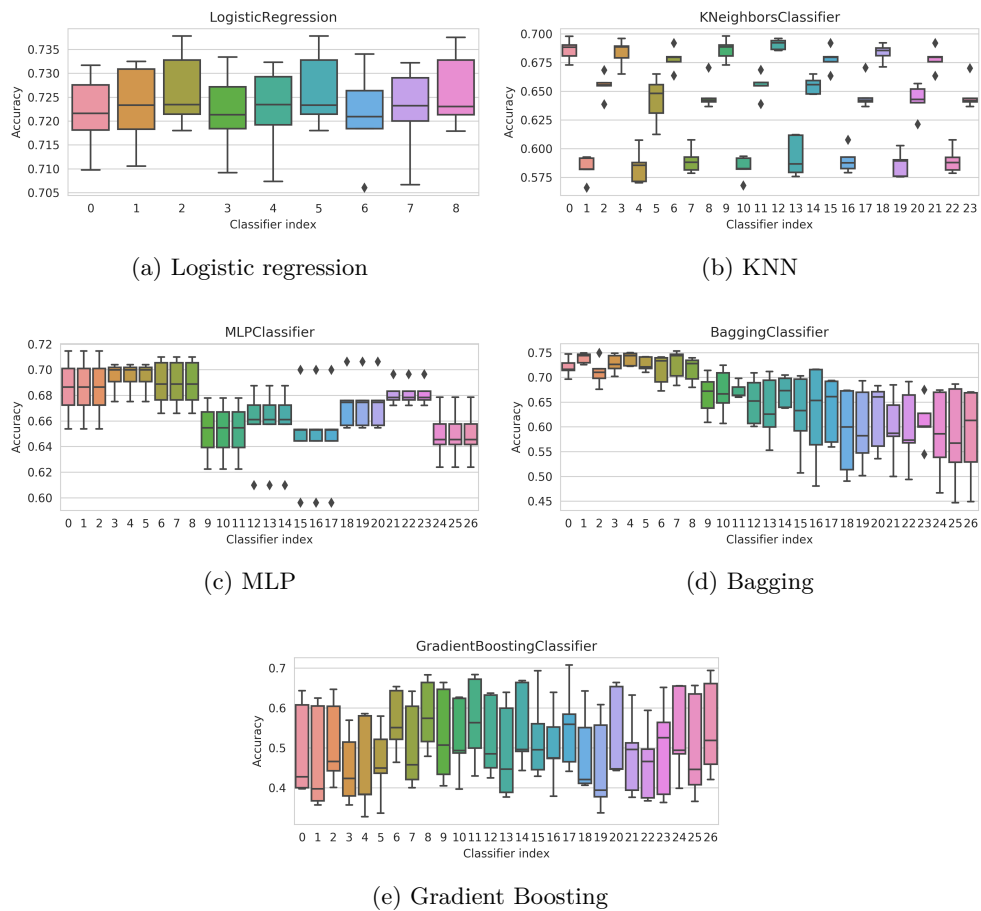 LogisticRegression
0.735
0.730
0.725
0.720
0.715
0.710
0.705
Accuracy
0 1 2 3 4 5 6 7 8
Classifier index
(a) Logistic regression
KNeighborsClassifier
0.700
0.675
0.650
0.625
0.600
0.575
Accuracy
0 1 2 3 4 5 6 7 8 9 10 11 12 13 14 15 16 17 18 19 20 21 22 23
Classifier index
(b) KNN
MLPClassifier
0.72
0.70
0.68
0.66
0.64
0.62
0.60
Accuracy
0 1 2 3 4 5 6 7 8 9 10 11 12 13 14 15 16 17 18 19 20 21 22 23 24 25 26
Classifier index
(c) MLP
BaggingClassifier
0.75
0.70
0.65
0.60
0.55
0.50
0.45
Accuracy
0 1 2 3 4 5 6 7 8 9 10 11 12 13 14 15 16 17 18 19 20 21 22 23 24 25 26
Classifier index
(d) Bagging
GradientBoostingClassifier
0.7
0.6
0.5
0.4
Accuracy
0 1 2 3 4 5 6 7 8 9 10 11 12 13 14 15 16 17 18 19 20 21 22 23 24 25 26
Classifier index
(e) Gradient Boosting